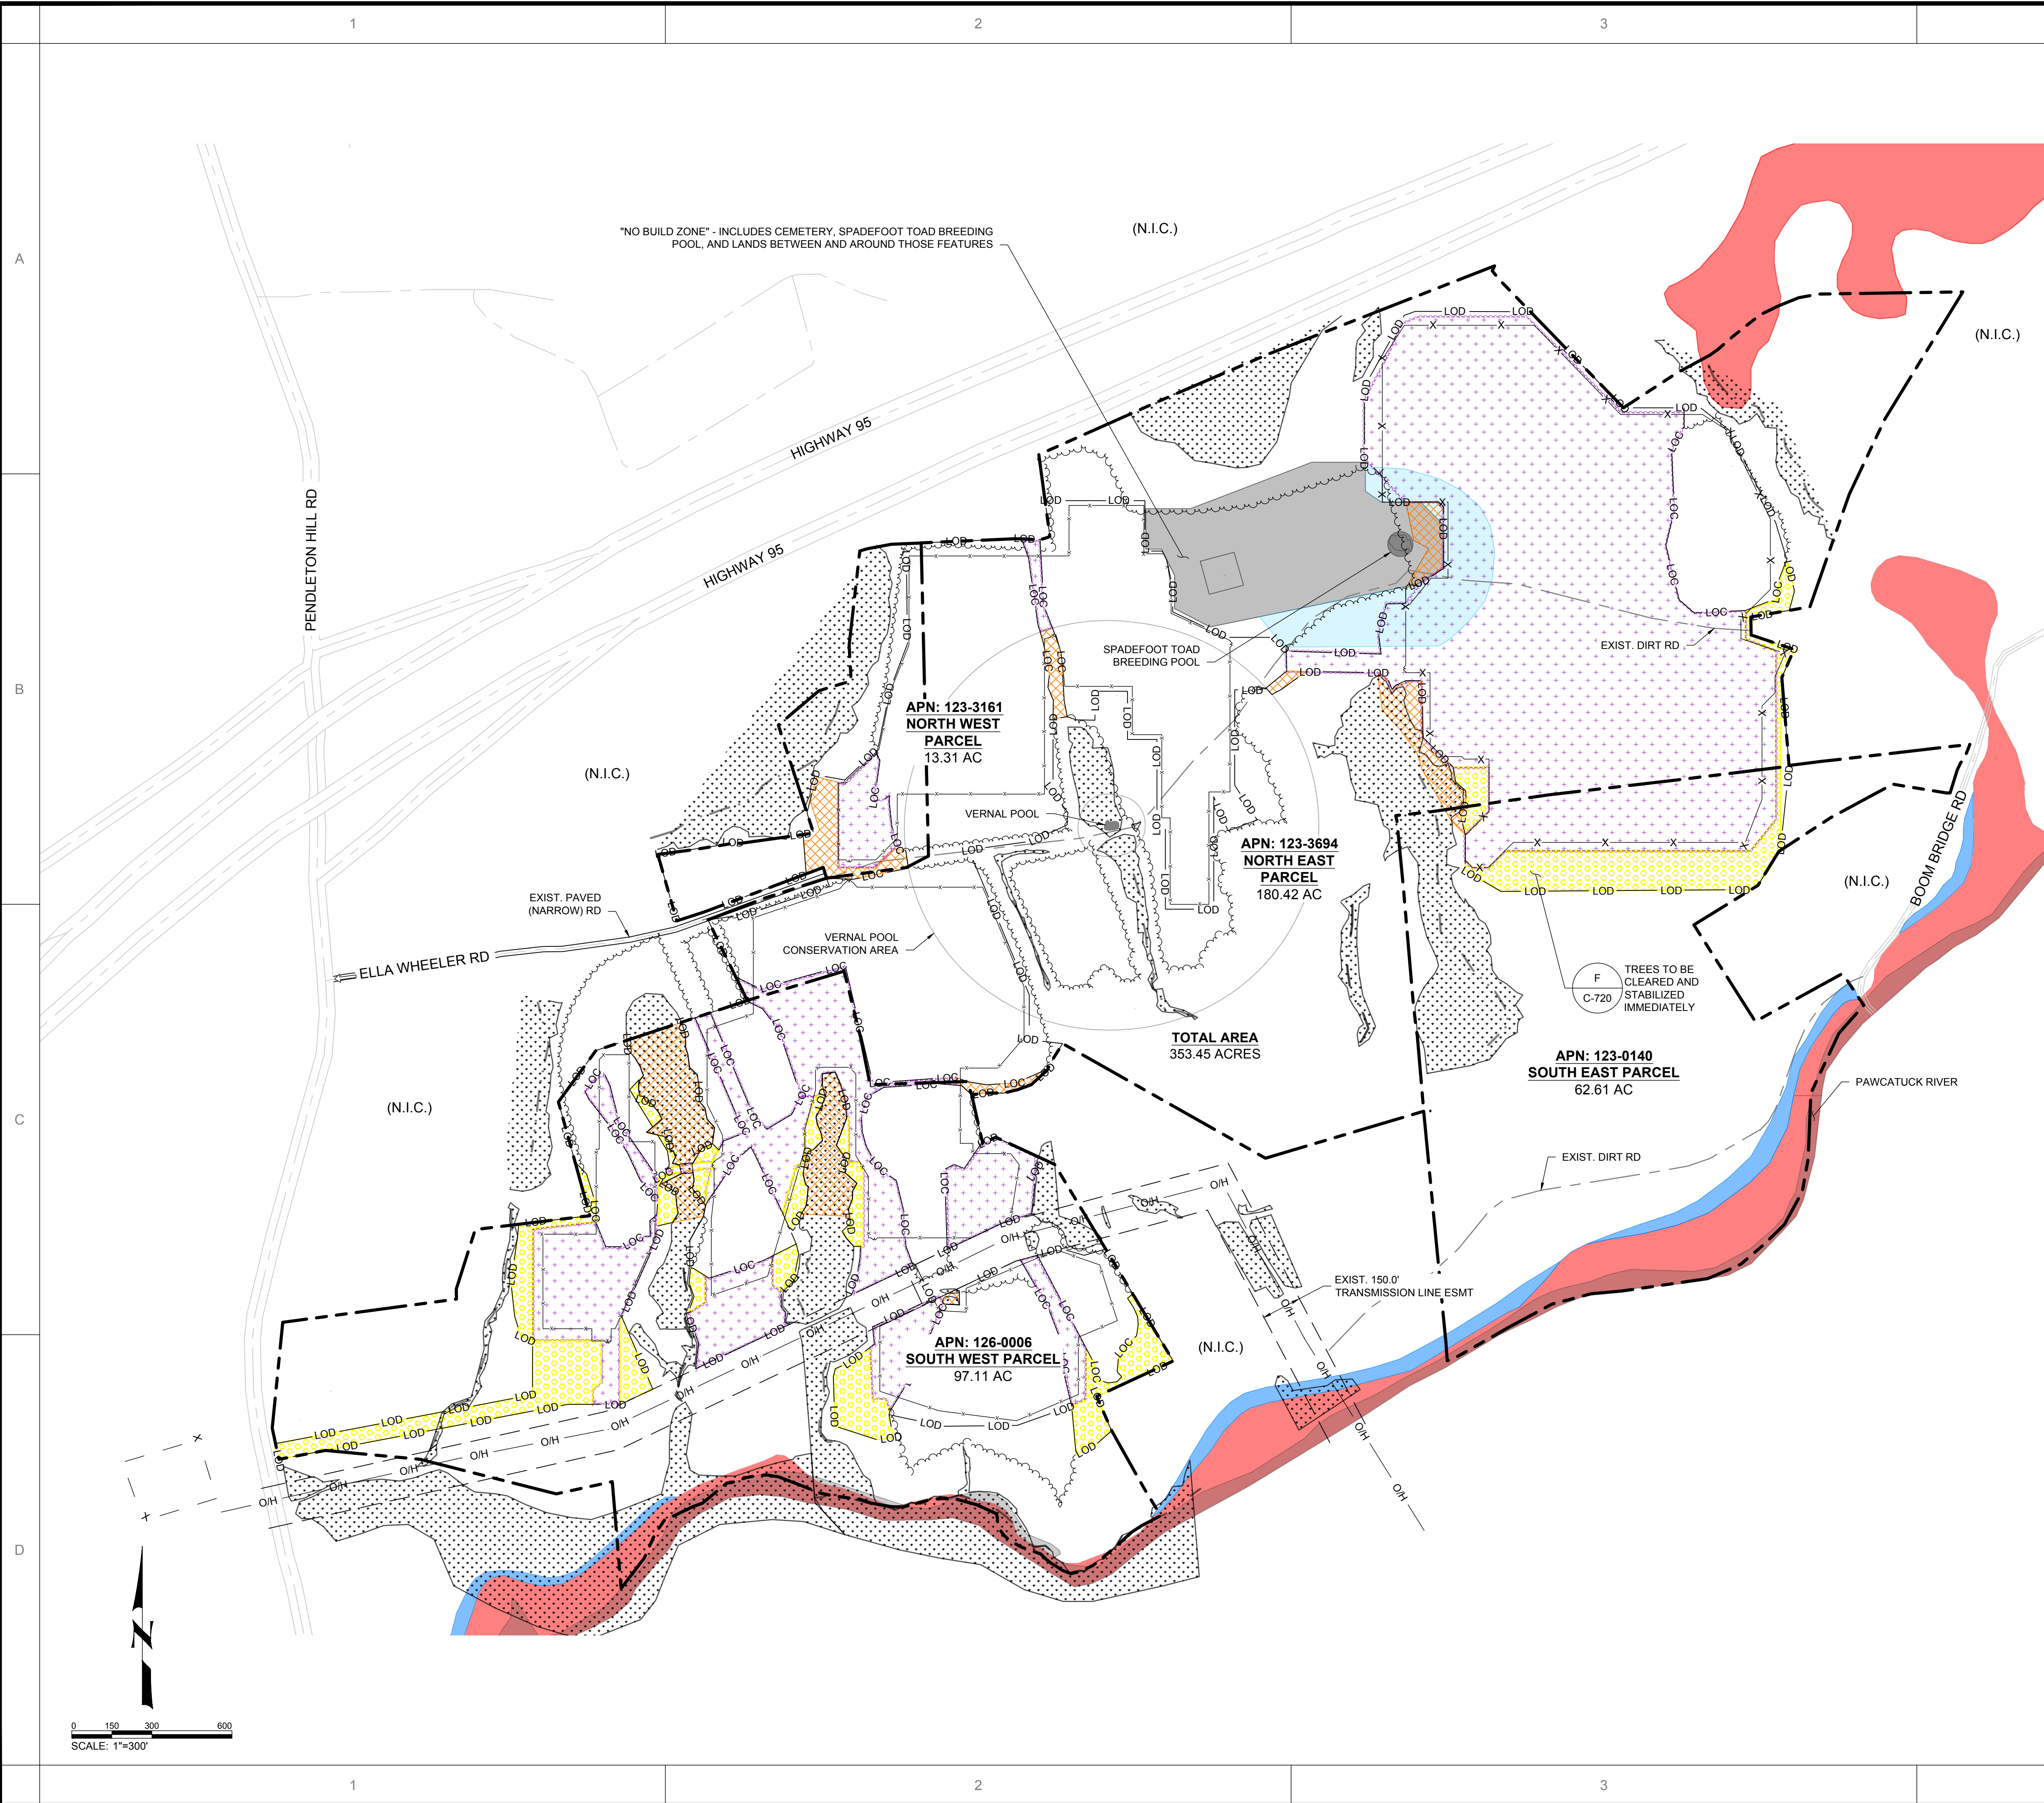 1
2
3
A
B
C
D
"NO BUILD ZONE" - INCLUDES CEMETERY, SPADEFOOT TOAD BREEDING
POOL, AND LANDS BETWEEN AND AROUND THOSE FEATURES
(N.I.C.)
(N.I.C.)
HIGHWAY 95
HIGHWAY 95
PENDLETON HILL RD
SPADEFOOT TOAD
BREEDING POOL
EXIST. DIRT RD
APN: 123-3161
NORTH WEST
PARCEL
13.31 AC
(N.I.C.)
VERNAL POOL
APN: 123-3694
NORTH EAST
PARCEL
180.42 AC
BOOM BRIDGE RD
(N.I.C.)
EXIST. PAVED
(NARROW) RD
ELLA WHEELER RD
VERNAL POOL
CONSERVATION AREA
F
C-720
TREES TO BE
CLEARED AND
STABILIZED
IMMEDIATELY
TOTAL AREA
353.45 ACRES
APN: 123-0140
SOUTH EAST PARCEL
62.61 AC
PAWCATUCK RIVER
(N.I.C.)
EXIST. DIRT RD
EXIST. 150.0'
TRANSMISSION LINE ESMT
(N.I.C.)
APN: 126-0006
SOUTH WEST PARCEL
97.11 AC
LOD
LOC
O/H
X
N
0 150 300 600
SCALE: 1"=300'
1
2
3